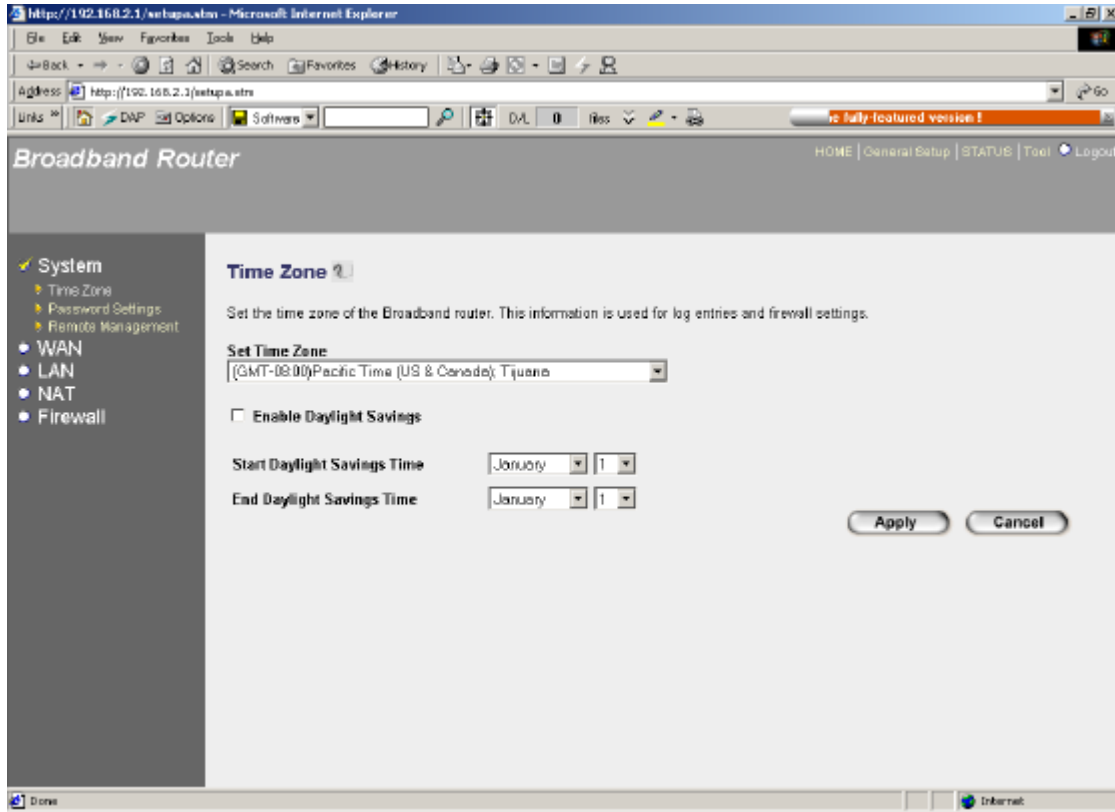 http://192.168.2.1/setupa.stm - Microsoft Internet Explorer
File Edit View Favorites Tools Help
Back Search Favorites History
Address http://192.168.2.1/setupa.stm Go
Links » DAP Options Software D/L 0 files e fully-featured version !
Broadband Router
HOME | General Setup | STATUS | Tool Logout
System
Time Zone
Password Settings
Remote Management
WAN
LAN
NAT
Firewall
Time Zone
Set the time zone of the Broadband router. This information is used for log entries and firewall settings.
Set Time Zone
(GMT-08:00)Pacific Time (US & Canada); Tijuana
Enable Daylight Savings
Start Daylight Savings Time January 1
End Daylight Savings Time January 1
Apply Cancel
Done Internet